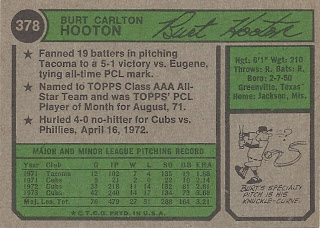 378
BURT CARLTON
HOOTON
Burt Hooton
Hgt: 6'1" Wgt: 210
Throws: R. Bats: R.
Born: 2-7-50
Greenville, Texas
Home: Jackson, Mis.
★ Fanned 19 batters in pitching
Tacoma to a 5-1 victory vs. Eugene,
tying all-time PCL mark.
★ Named to TOPPS Class AAA All-
Star Team and was TOPPS' PCL
Player of Month for August, 71.
★ Hurled 4-0 no-hitter for Cubs vs.
Phillies, April 16, 1972.
MAJOR AND MINOR LEAGUE PITCHING RECORD
Year Club G IP W L R SO BB ERA
1971 Tacoma
1971 Cubs
1972 Cubs
1973 Cubs
Maj. Lea. Tot.
© T.C.G. PRTD. IN U.S.A.
BURT'S SPECIALTY
PITCH IS HIS
KNUCKLE-CURVE.